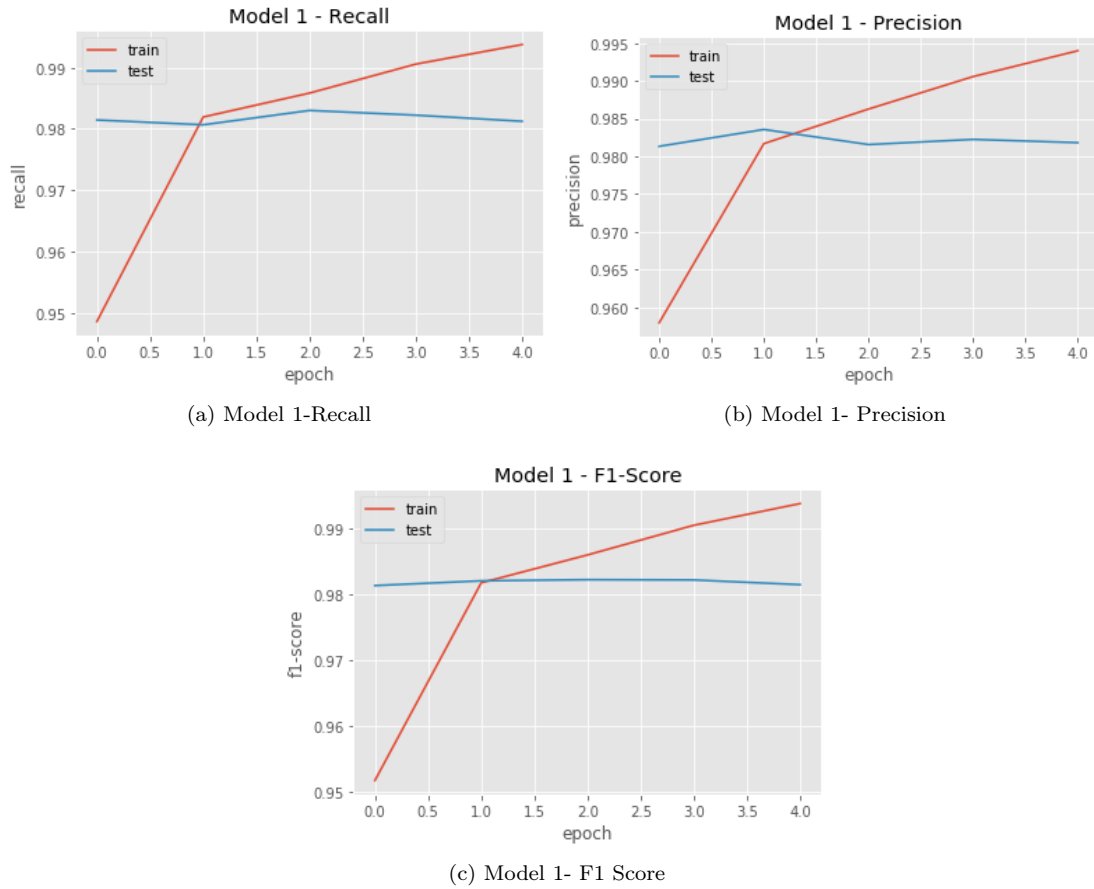 Model 1 - Recall
train
test
0.99
0.98
0.97
0.96
0.95
recall
0.0 0.5 1.0 1.5 2.0 2.5 3.0 3.5 4.0
epoch
(a) Model 1-Recall
Model 1 - Precision
train
test
0.995
0.990
0.985
0.980
0.975
0.970
0.965
0.960
precision
0.0 0.5 1.0 1.5 2.0 2.5 3.0 3.5 4.0
epoch
(b) Model 1- Precision
Model 1 - F1-Score
train
test
0.99
0.98
0.97
0.96
0.95
f1-score
0.0 0.5 1.0 1.5 2.0 2.5 3.0 3.5 4.0
epoch
(c) Model 1- F1 Score